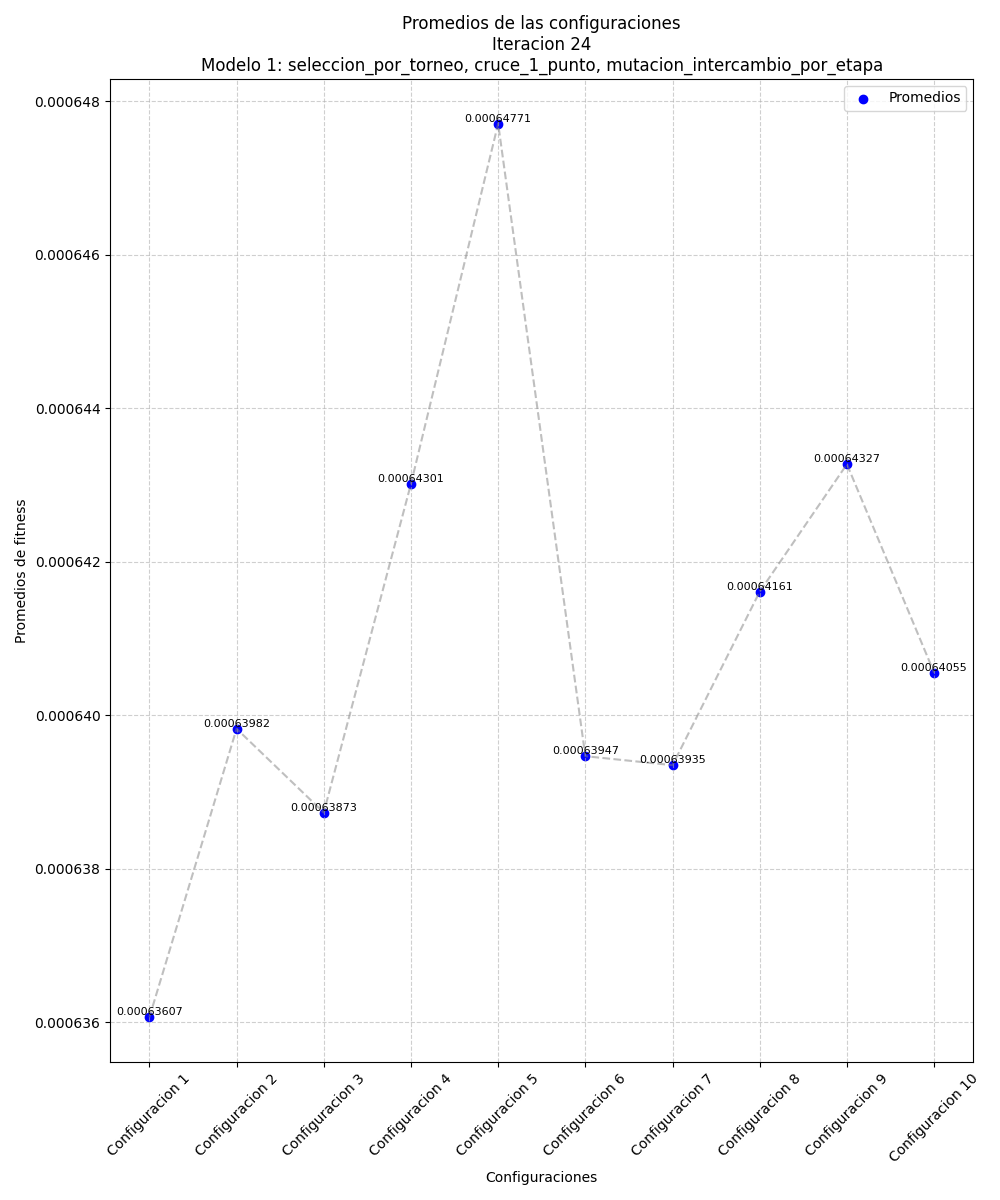 Promedios de las configuraciones
Iteracion 24
Modelo 1: seleccion_por_torneo, cruce_1_punto, mutacion_intercambio_por_etapa
Promedios
0.000648
0.000646
0.000644
0.000642
0.000640
0.000638
0.000636
Promedios de fitness
0.00063607
0.00063982
0.00063873
0.00064301
0.00064771
0.00063947
0.00063935
0.00064161
0.00064327
0.00064055
Configuracion 1
Configuracion 2
Configuracion 3
Configuracion 4
Configuracion 5
Configuracion 6
Configuracion 7
Configuracion 8
Configuracion 9
Configuracion 10
Configuraciones